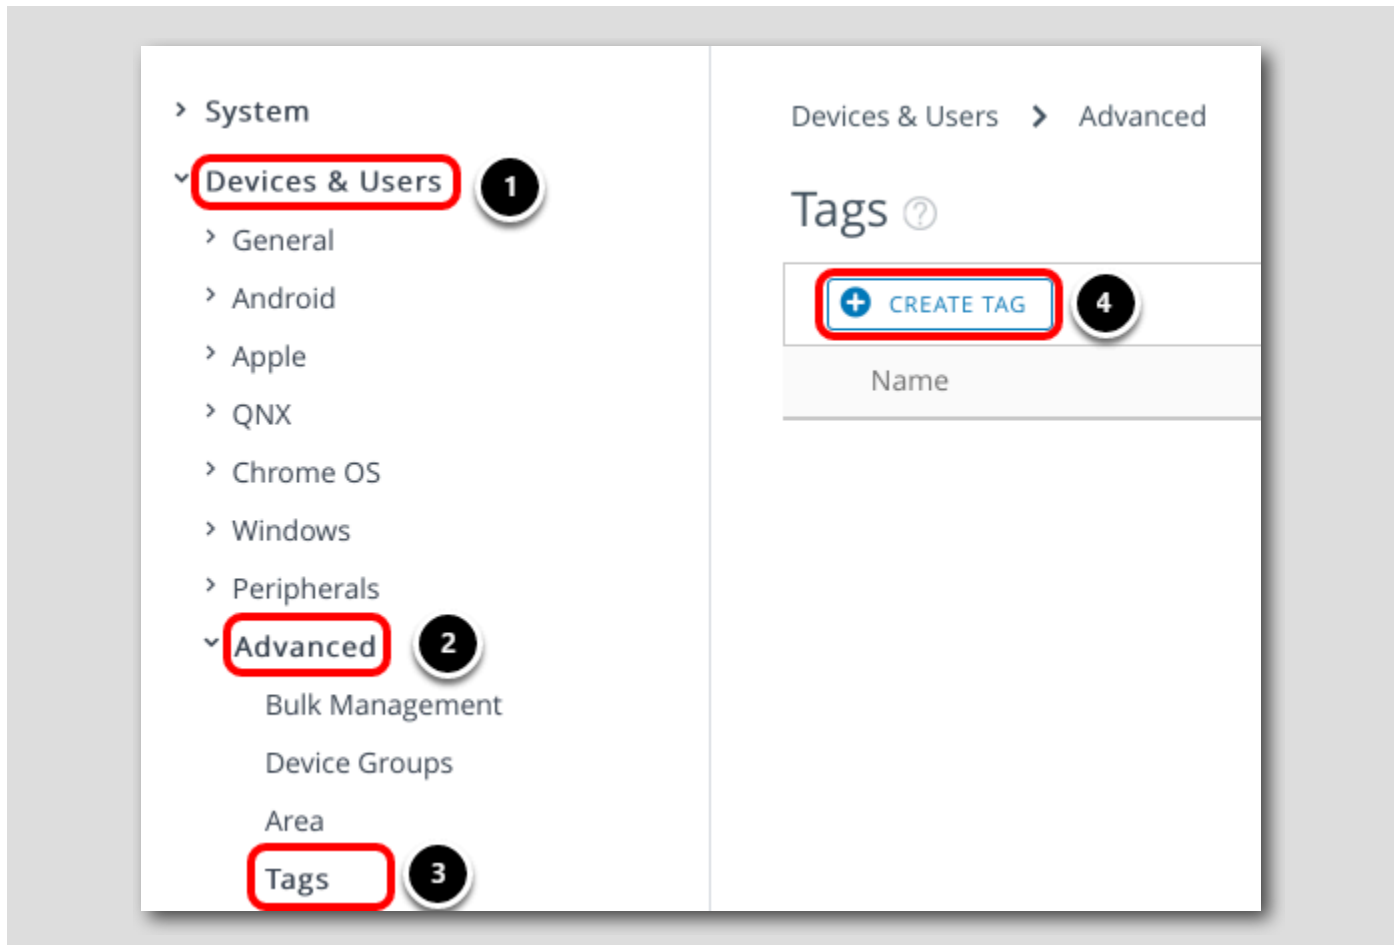 System
Devices & Users 1
General
Android
Apple
QNX
Chrome OS
Windows
Peripherals
Advanced 2
Bulk Management
Device Groups
Area
Tags 3
Devices & Users > Advanced
Tags ?
CREATE TAG 4
Name